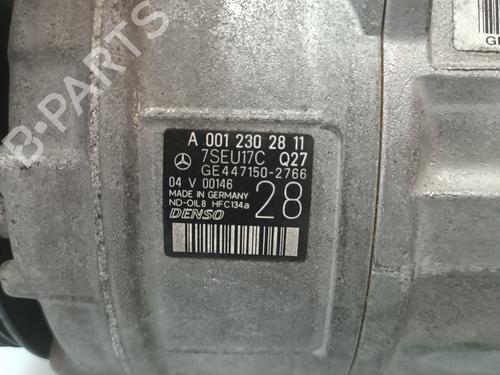 A 001 230 28 11
7SEU17C Q27
GE447150-2766
04 V 00146
MADE IN GERMANY
ND-OIL8 HFC134a
28
DENSO
B-PARTS